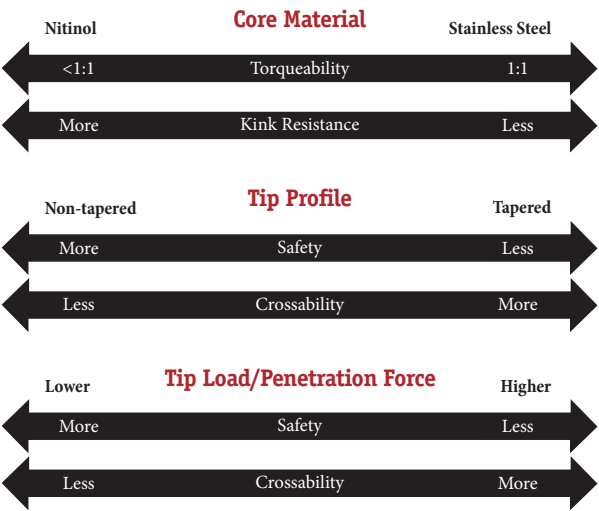 Core Material
Nitinol Stainless Steel
<1:1 Torqueability 1:1
More Kink Resistance Less
Tip Profile
Non-tapered Tapered
More Safety Less
Less Crossability More
Tip Load/Penetration Force
Lower Higher
More Safety Less
Less Crossability More